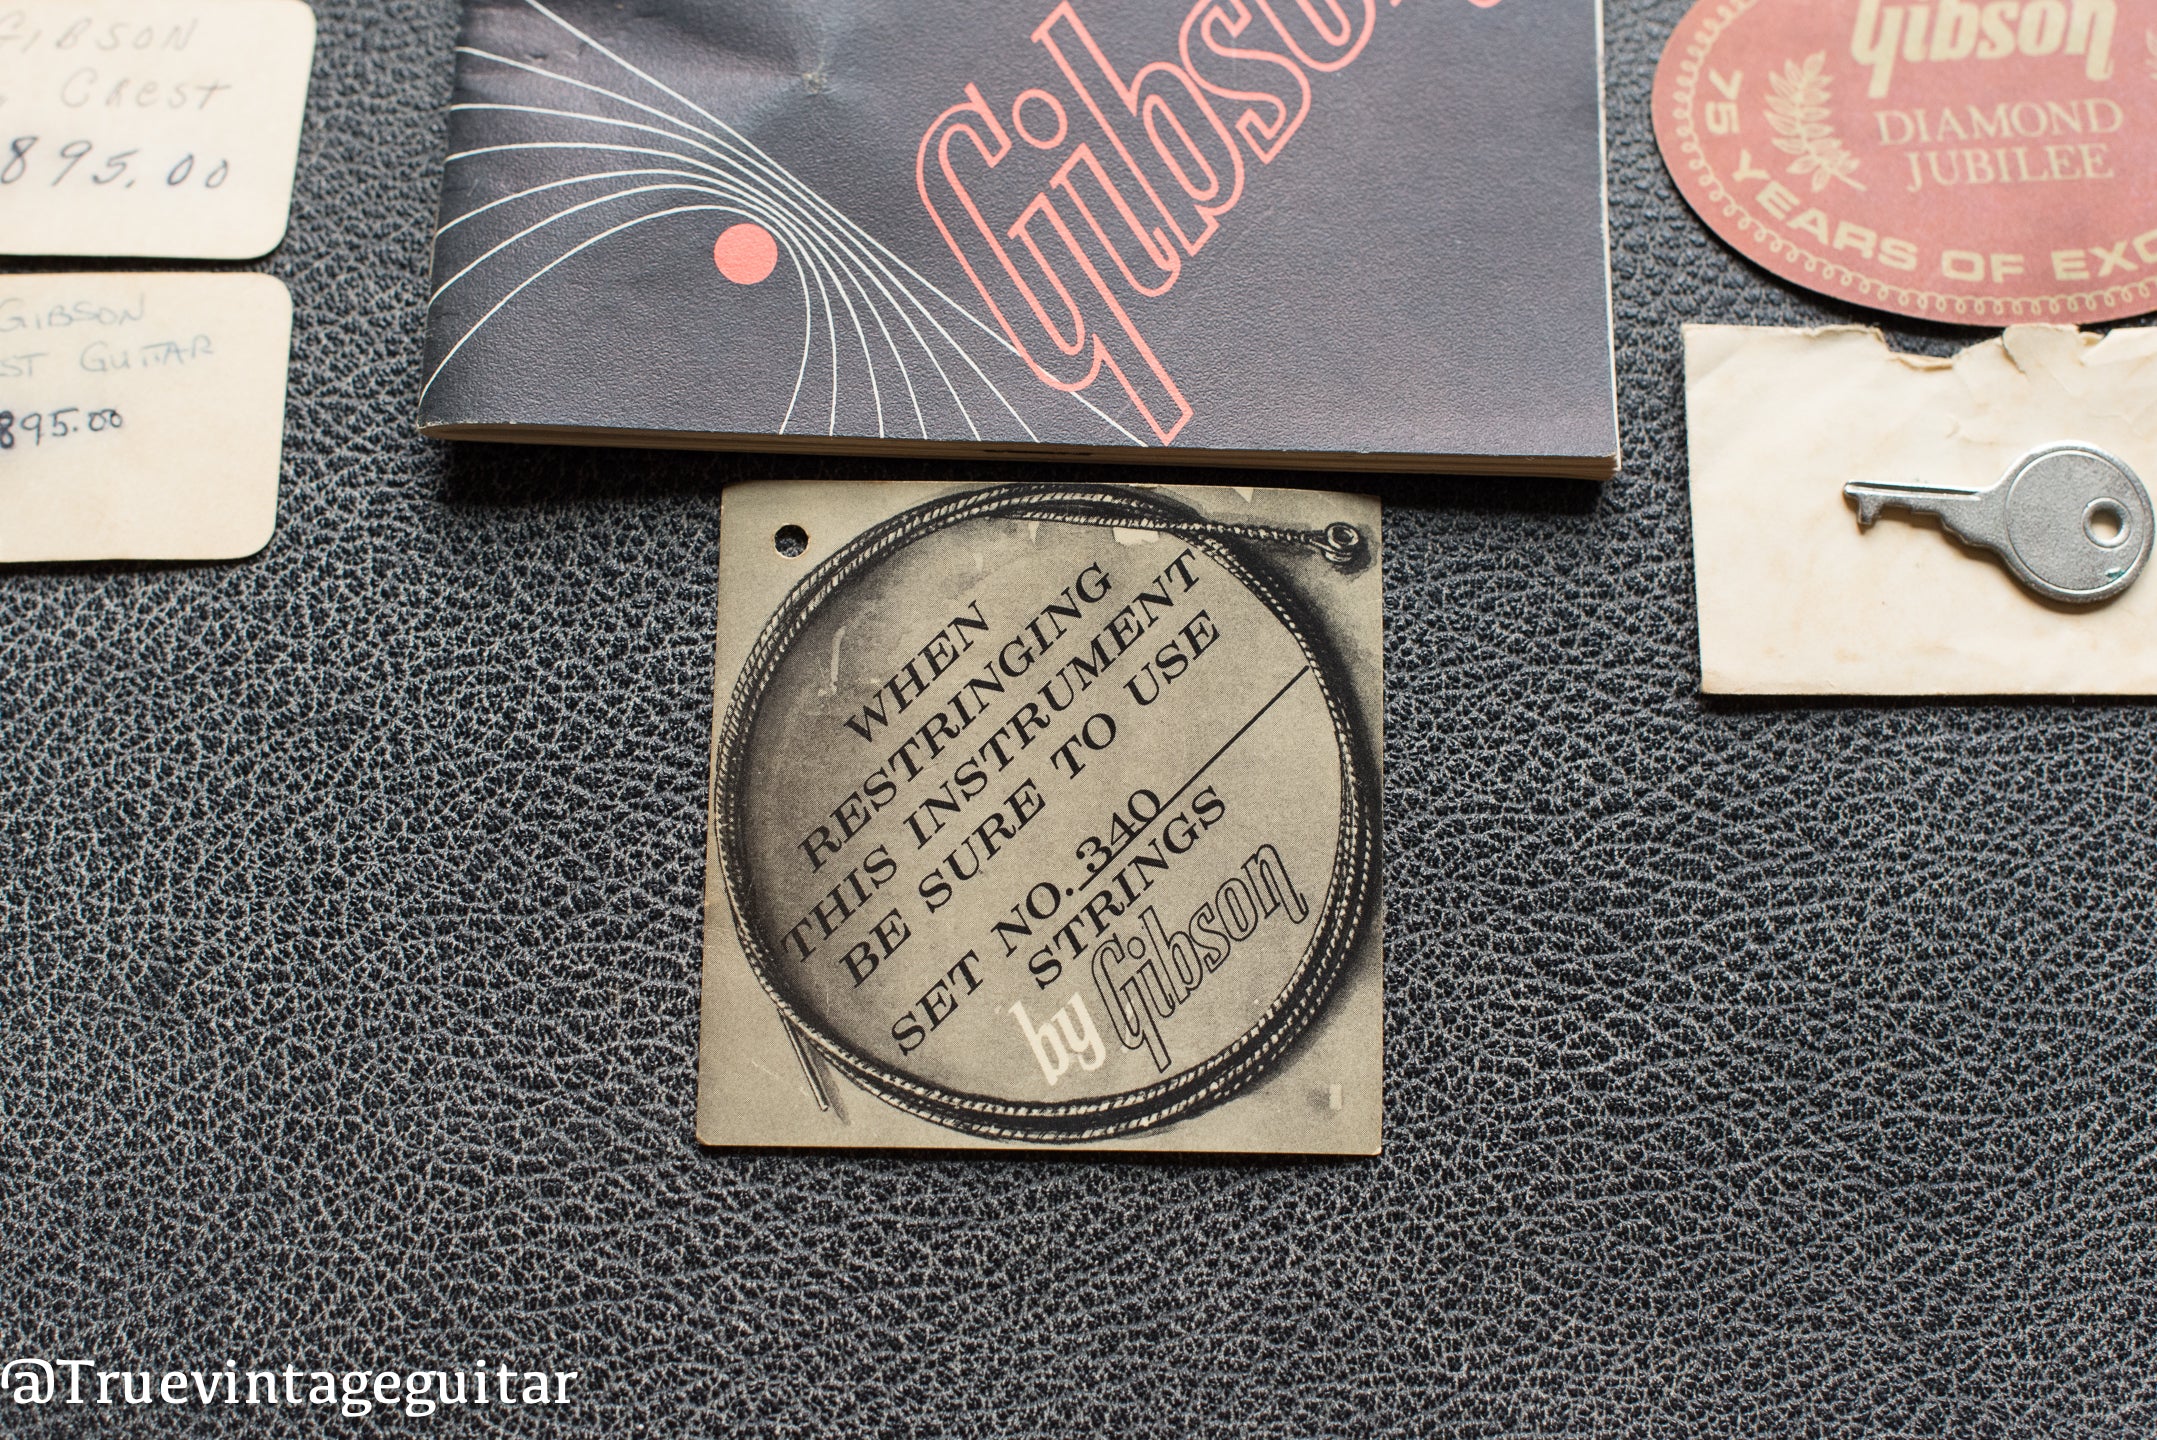 GIBSON
Crest
895.00
GIBSON
ST GUITAR
895.00
Gibson
Gibson
DIAMOND
JUBILEE
75 YEARS OF EXC
WHEN
RESTRINGING
THIS INSTRUMENT
BE SURE TO USE
SET NO. 340
STRINGS
by Gibson
@Truevintageguitar